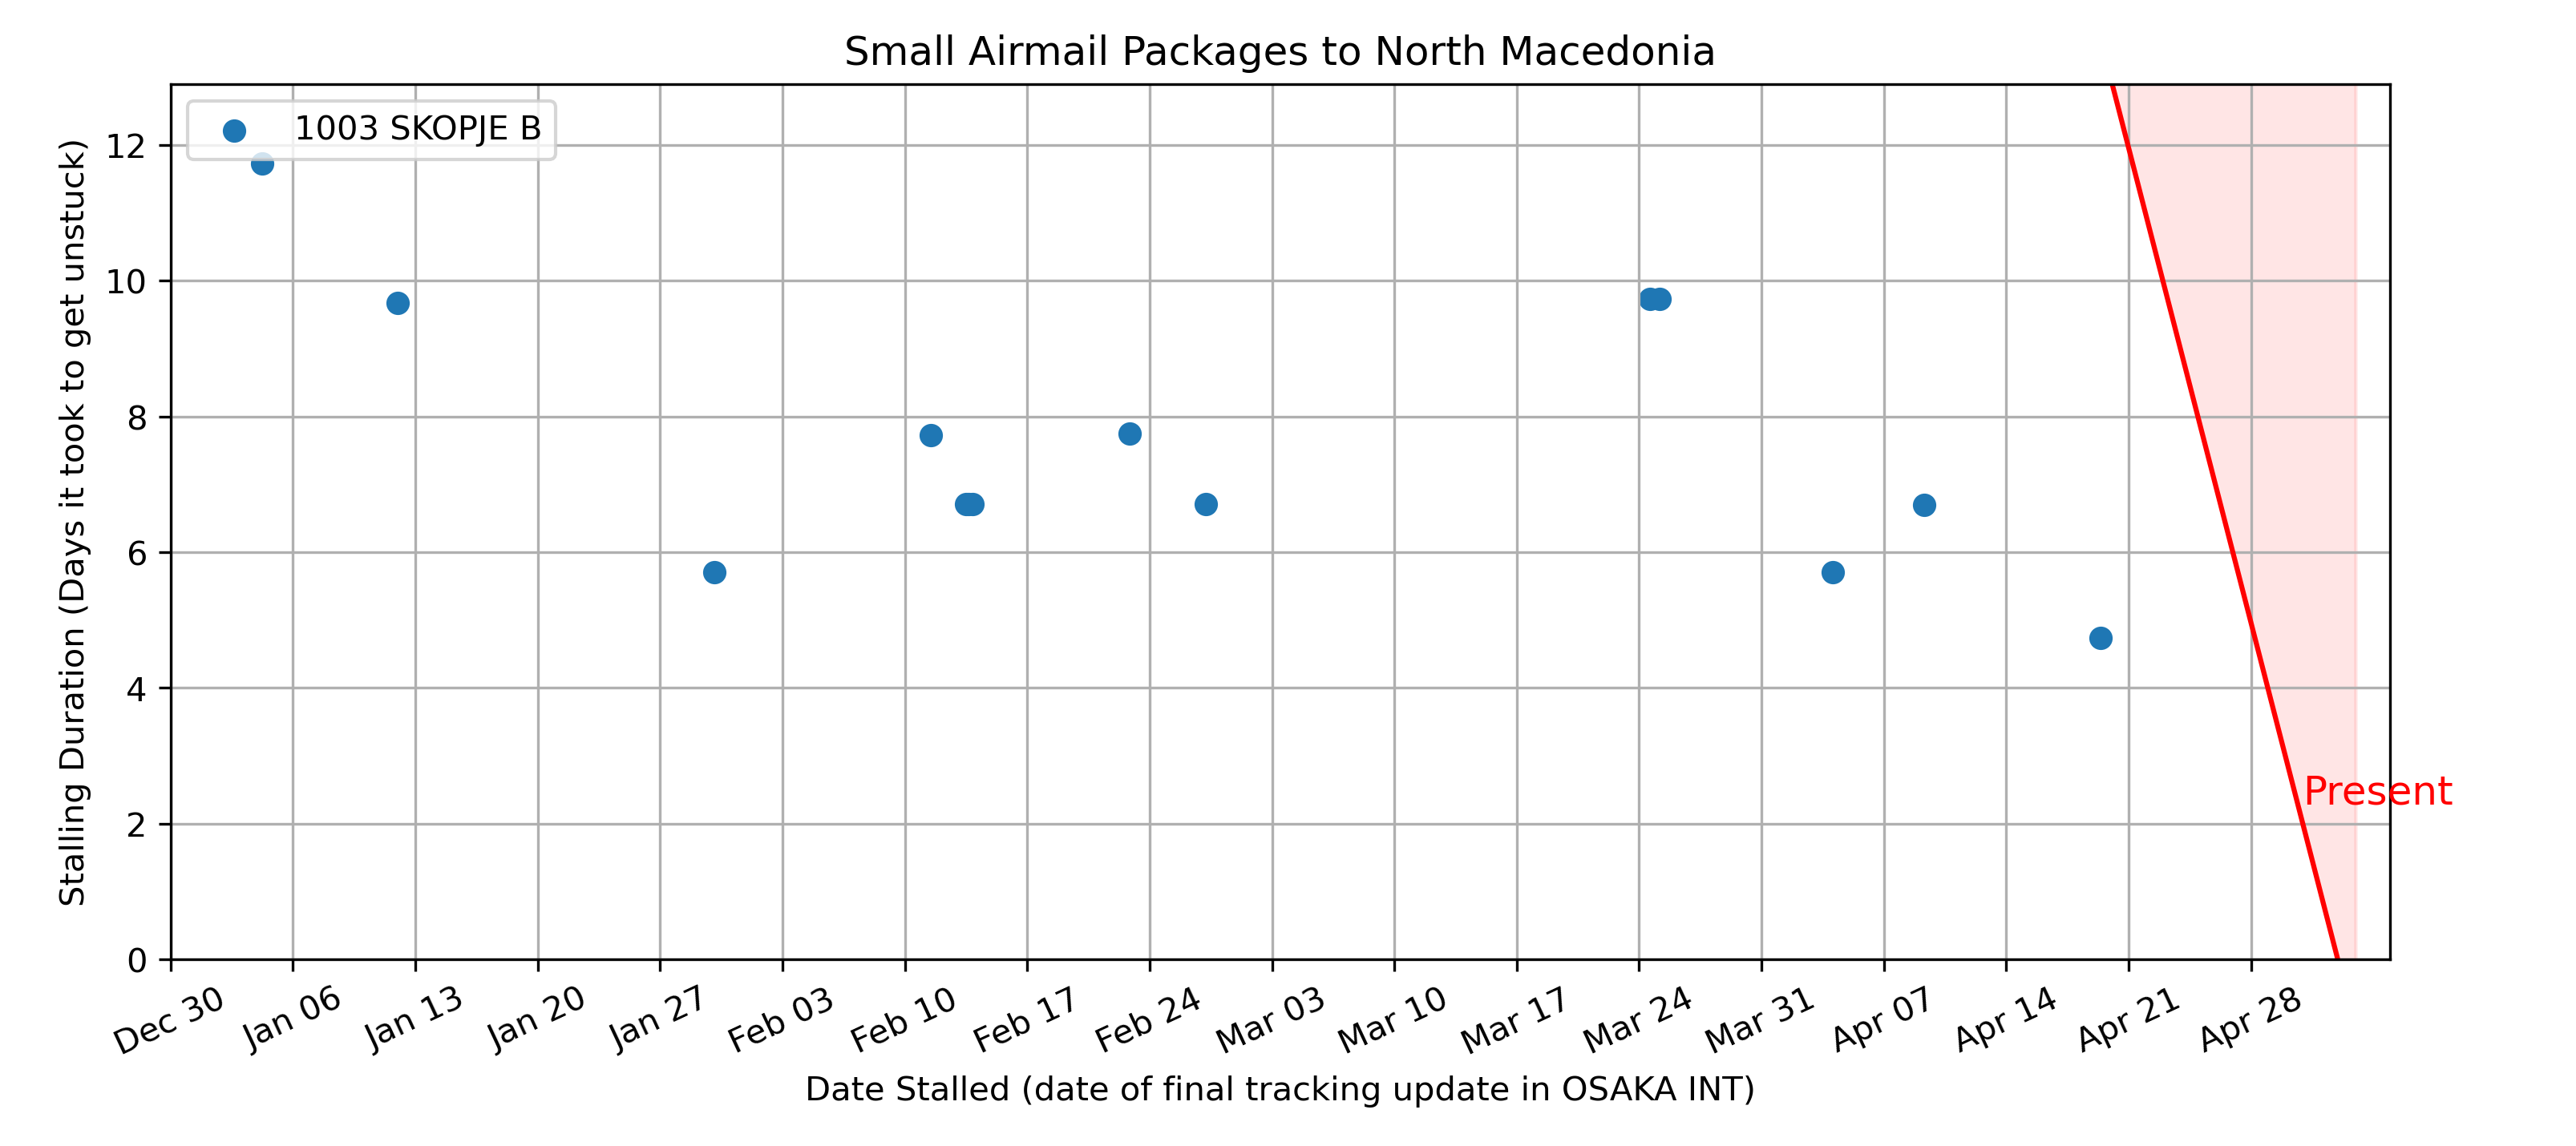 Small Airmail Packages to North Macedonia
1003 SKOPJE B
Stalling Duration (Days it took to get unstuck)
12
10
8
6
4
2
0
Present
Dec 30 Jan 06 Jan 13 Jan 20 Jan 27 Feb 03 Feb 10 Feb 17 Feb 24 Mar 03 Mar 10 Mar 17 Mar 24 Mar 31 Apr 07 Apr 14 Apr 21 Apr 28
Date Stalled (date of final tracking update in OSAKA INT)